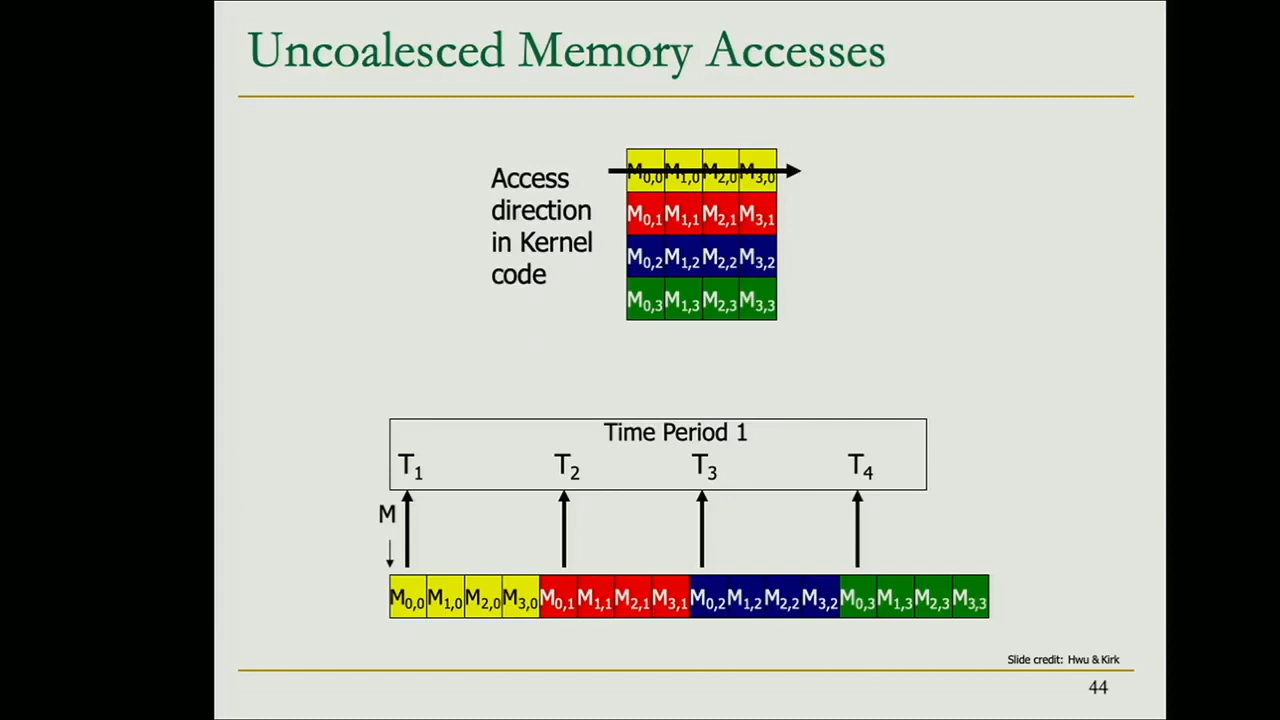 Uncoalesced Memory Accesses
Access
direction
in Kernel
code
M0,0 M1,0 M2,0 M3,0
M0,1 M1,1 M2,1 M3,1
M0,2 M1,2 M2,2 M3,2
M0,3 M1,3 M2,3 M3,3
Time Period 1
T1 T2 T3 T4
M
M0,0 M1,0 M2,0 M3,0 M0,1 M1,1 M2,1 M3,1 M0,2 M1,2 M2,2 M3,2 M0,3 M1,3 M2,3 M3,3
Slide credit: Hwu & Kirk
44